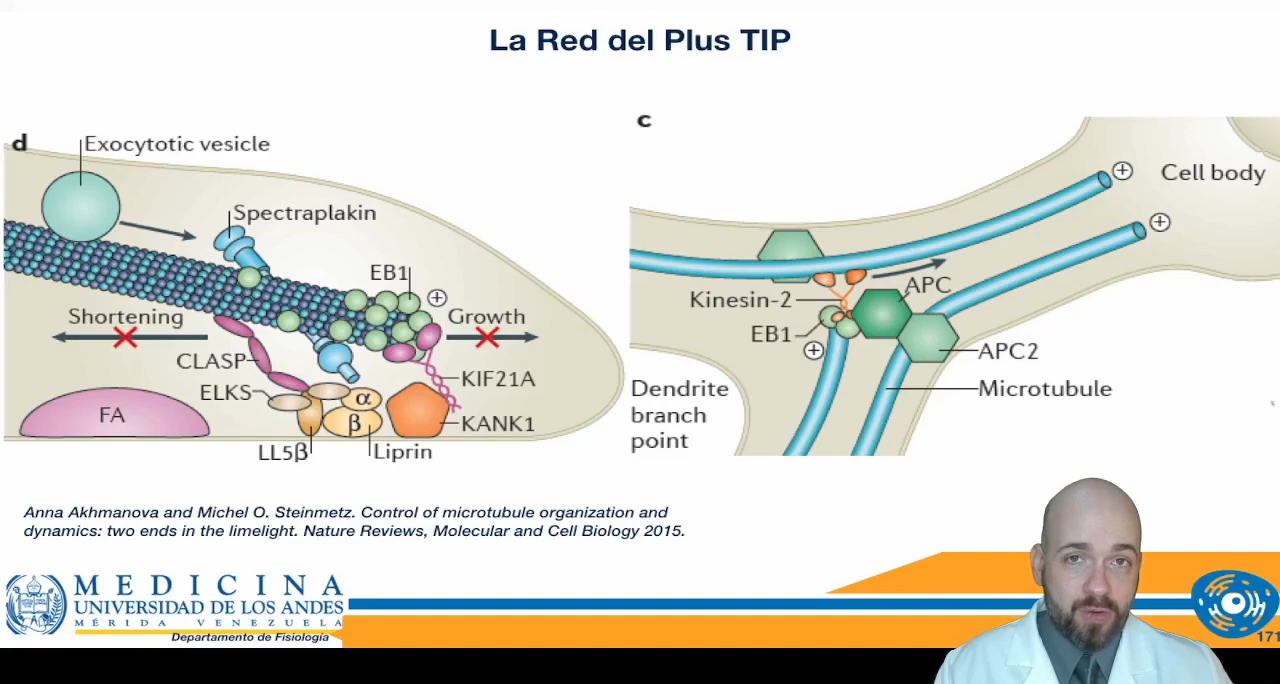 La Red del Plus TIP
d
Exocytotic vesicle
Spectraplakin
EB1
+
Shortening
Growth
CLASP
ELKS
KIF21A
α
FA
β
KANK1
LL5β
Liprin
c
+
Cell body
+
Kinesin-2
APC
EB1
+
APC2
Dendrite
branch
point
Microtubule
Anna Akhmanova and Michel O. Steinmetz. Control of microtubule organization and
dynamics: two ends in the limelight. Nature Reviews, Molecular and Cell Biology 2015.
MEDICINA
UNIVERSIDAD DE LOS ANDES
MÉRIDA VENEZUELA
Departamento de Fisiología
171